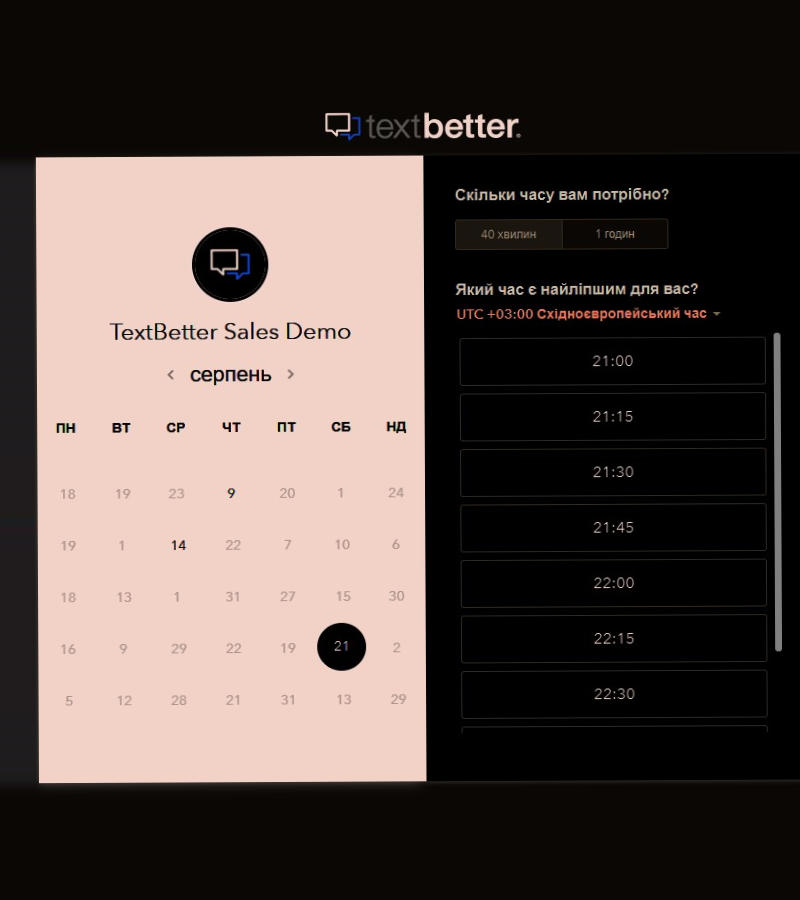 textbetter.
TextBetter Sales Demo
серпень
ПН ВТ СР ЧТ ПТ СБ НД
18 19 23 9 20 1 24
19 1 14 22 7 10 6
18 13 1 31 27 15 30
16 9 29 22 19 21 2
5 12 28 21 31 13 29
Скільки часу вам потрібно?
40 хвилин 1 годин
Який час є найліпшим для вас?
UTC +03:00 Східноєвропейський час
21:00
21:15
21:30
21:45
22:00
22:15
22:30